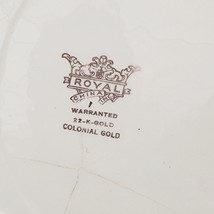 ROYAL
CHINA INC
WARRANTED
22-K-GOLD
COLONIAL GOLD